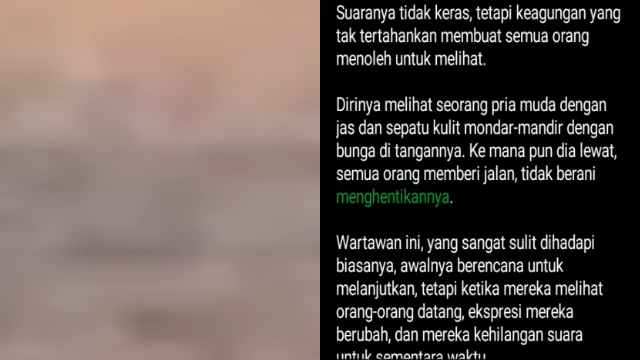 Suaranya tidak keras, tetapi keagungan yang
tak tertahankan membuat semua orang
menoleh untuk melihat.
Dirinya melihat seorang pria muda dengan
jas dan sepatu kulit mondar-mandir dengan
bunga di tangannya. Ke mana pun dia lewat,
semua orang memberi jalan, tidak berani
menghentikannya.
Wartawan ini, yang sangat sulit dihadapi
biasanya, awalnya berencana untuk
melanjutkan, tetapi ketika mereka melihat
orang-orang datang, ekspresi mereka
berubah, dan mereka kehilangan suara
untuk sementara waktu